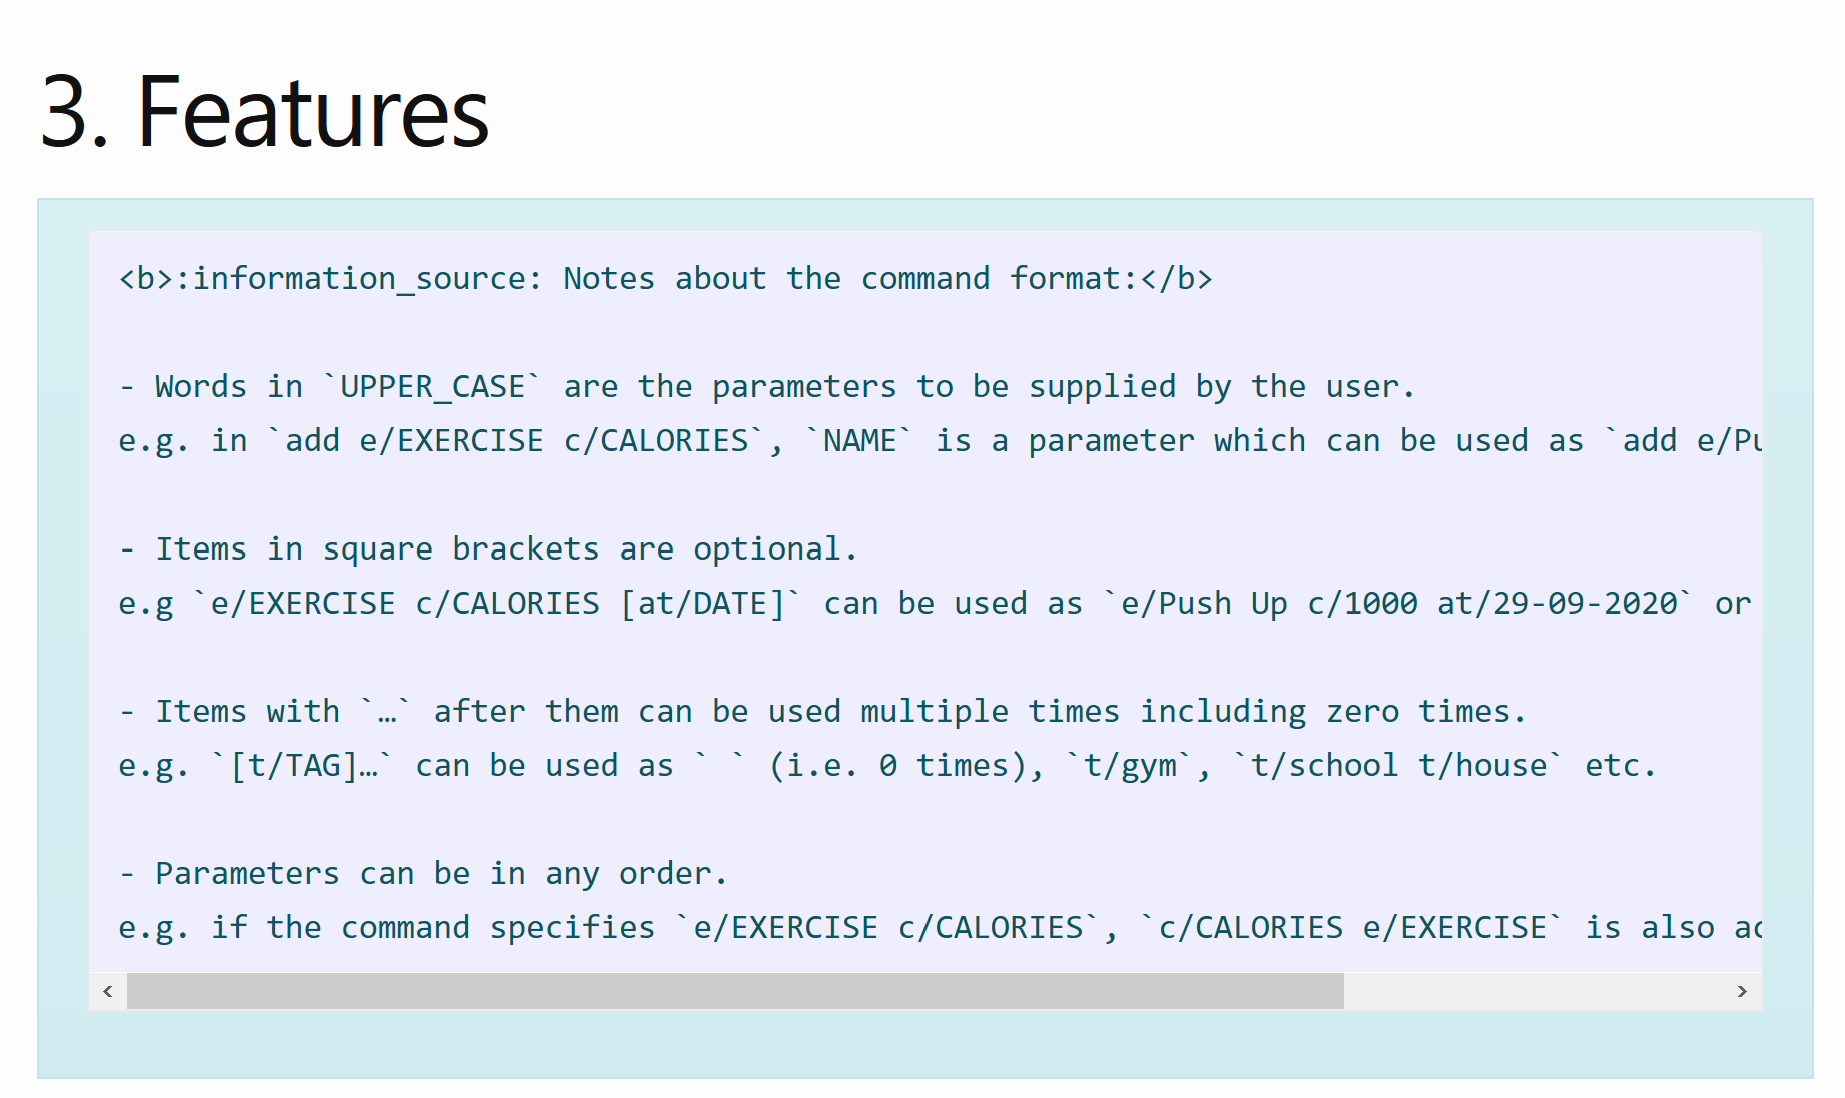 3. Features
<b>:information_source: Notes about the command format:</b>
- Words in `UPPER_CASE` are the parameters to be supplied by the user.
e.g. in `add e/EXERCISE c/CALORIES`, `NAME` is a parameter which can be used as `add e/Pu
- Items in square brackets are optional.
e.g `e/EXERCISE c/CALORIES [at/DATE]` can be used as `e/Push Up c/1000 at/29-09-2020` or
- Items with `…` after them can be used multiple times including zero times.
e.g. `[t/TAG]…` can be used as ` ` (i.e. 0 times), `t/gym`, `t/school t/house` etc.
- Parameters can be in any order.
e.g. if the command specifies `e/EXERCISE c/CALORIES`, `c/CALORIES e/EXERCISE` is also ac